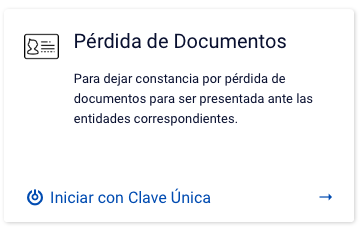 Pérdida de Documentos
Para dejar constancia por pérdida de
documentos para ser presentada ante las
entidades correspondientes.
Iniciar con Clave Única